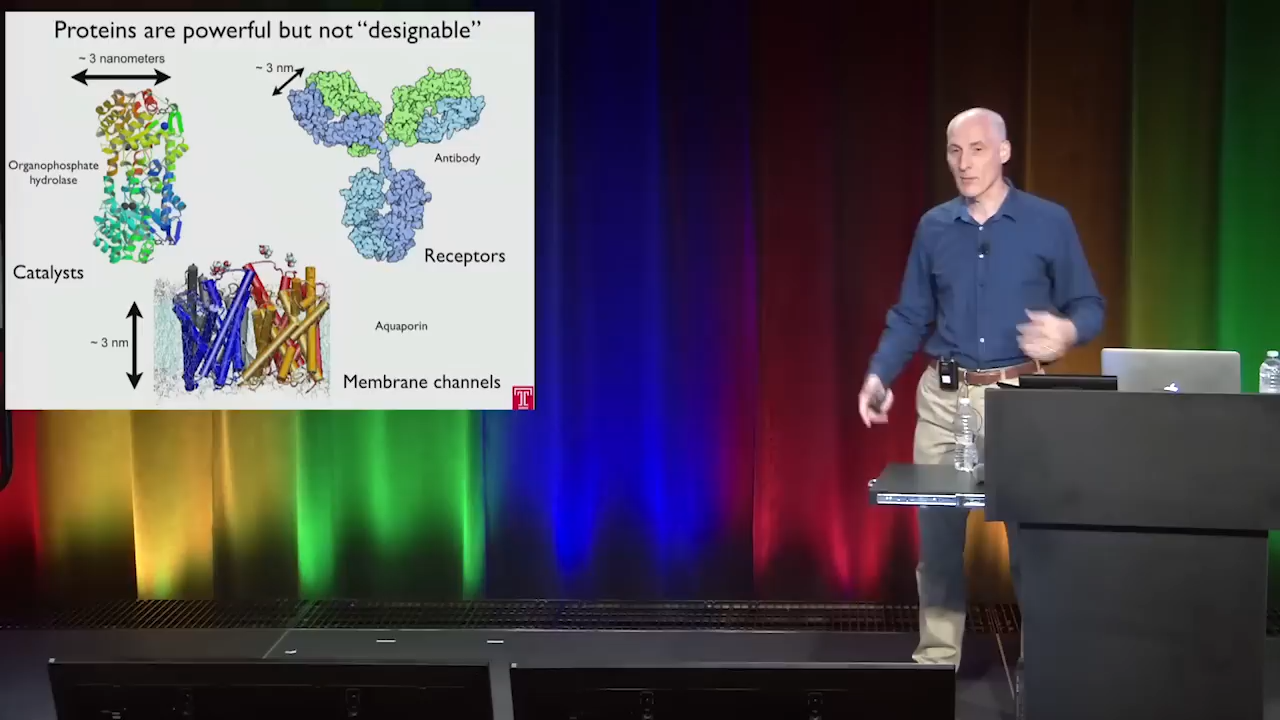 Proteins are powerful but not “designable”
~ 3 nanometers
~ 3 nm
Organophosphate
hydrolase
Antibody
Catalysts
Receptors
~ 3 nm
Aquaporin
Membrane channels
T